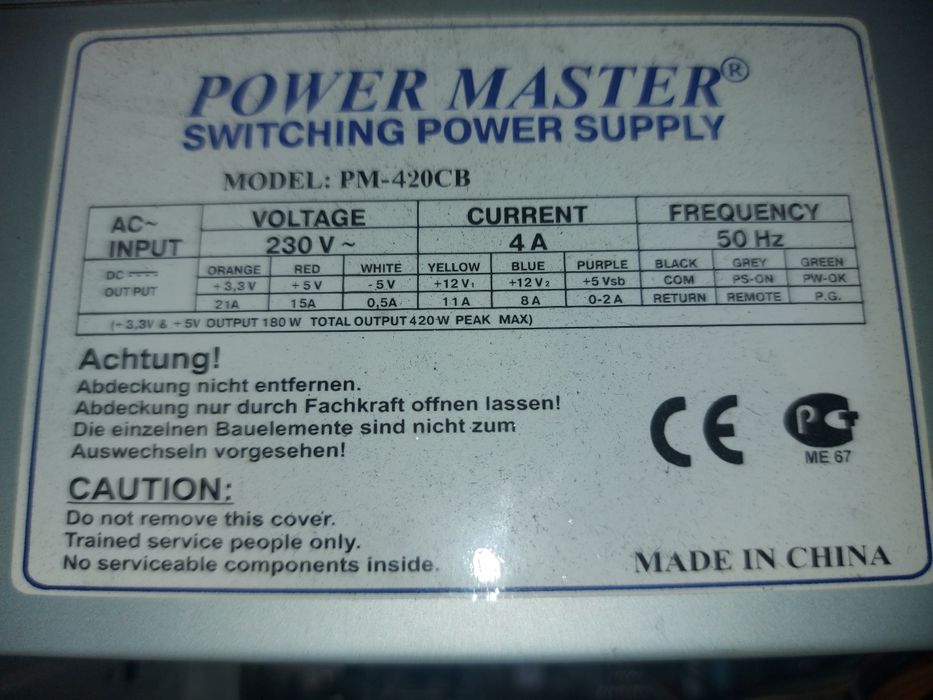 POWER MASTER®
SWITCHING POWER SUPPLY
MODEL: PM-420CB
AC~ INPUT VOLTAGE CURRENT FREQUENCY
230 V ~ 4 A 50 Hz
DC OUTPUT ORANGE RED WHITE YELLOW BLUE PURPLE BLACK GREY GREEN
+3,3V +5V -5V +12V₁ +12V₂ +5Vsb COM PS-ON PW-OK
21A 15A 0,5A 11A 8A 0-2A RETURN REMOTE P.G.
(+3,3V & +5V OUTPUT 180W TOTAL OUTPUT 420W PEAK MAX)
Achtung!
Abdeckung nicht entfernen.
Abdeckung nur durch Fachkraft offnen lassen!
Die einzelnen Bauelemente sind nicht zum
Auswechseln vorgesehen!
CE PCT
ME 67
CAUTION:
Do not remove this cover.
Trained service people only.
No serviceable components inside.
MADE IN CHINA